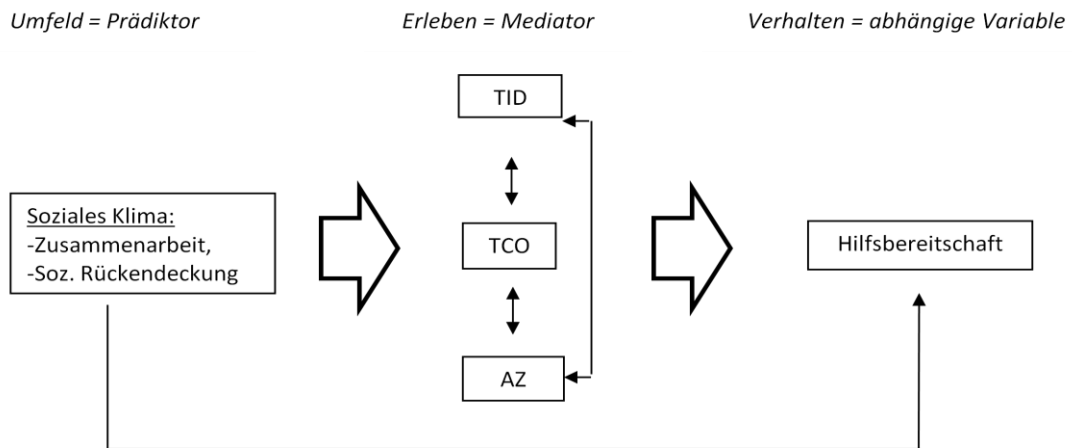 Umfeld = Prädiktor
Erleben = Mediator
Verhalten = abhängige Variable
TID
Soziales Klima:
-Zusammenarbeit,
-Soz. Rückendeckung
TCO
Hilfsbereitschaft
AZ